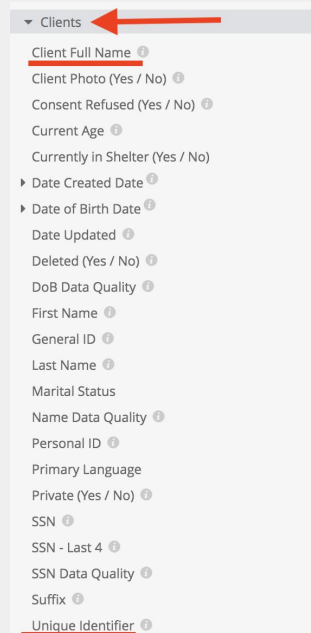 Clients
Client Full Name
Client Photo (Yes / No)
Consent Refused (Yes / No)
Current Age
Currently in Shelter (Yes / No)
Date Created Date
Date of Birth Date
Date Updated
Deleted (Yes / No)
DoB Data Quality
First Name
General ID
Last Name
Marital Status
Name Data Quality
Personal ID
Primary Language
Private (Yes / No)
SSN
SSN - Last 4
SSN Data Quality
Suffix
Unique Identifier